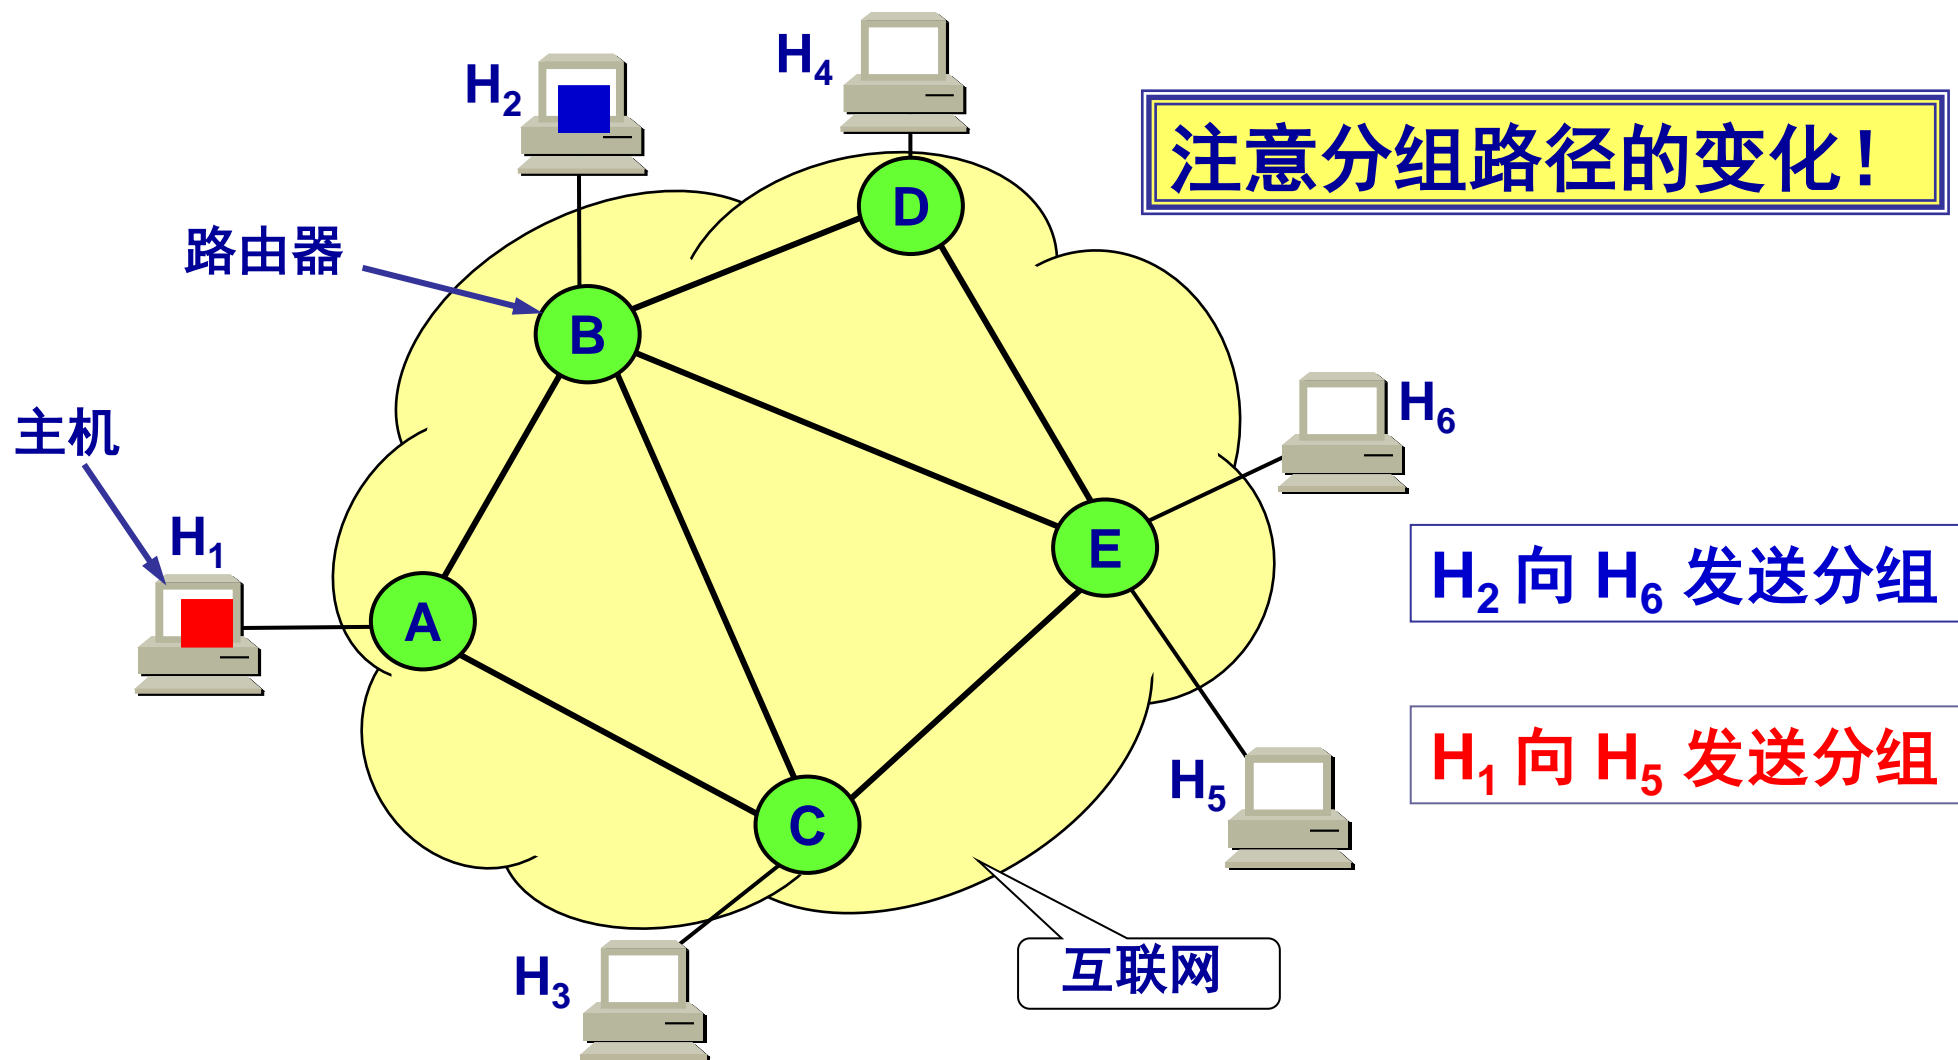 H4
H2
注意分组路径的变化！
D
路由器
B
H6
主机
H1
E
H2 向 H6 发送分组
A
H1 向 H5 发送分组
H5
C
互联网
H3